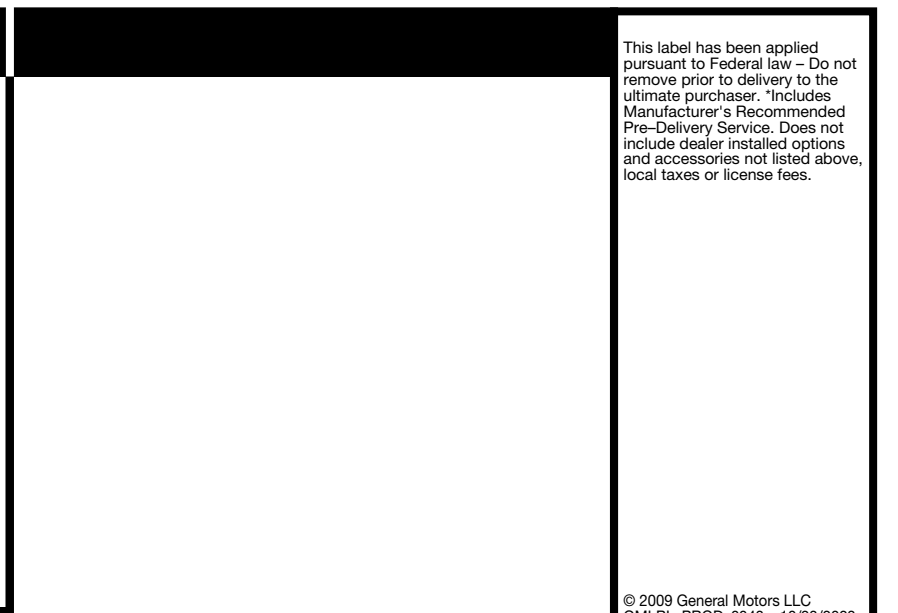 This label has been applied
pursuant to Federal law – Do not
remove prior to delivery to the
ultimate purchaser. *Includes
Manufacturer's Recommended
Pre–Delivery Service. Does not
include dealer installed options
and accessories not listed above,
local taxes or license fees.
© 2009 General Motors LLC